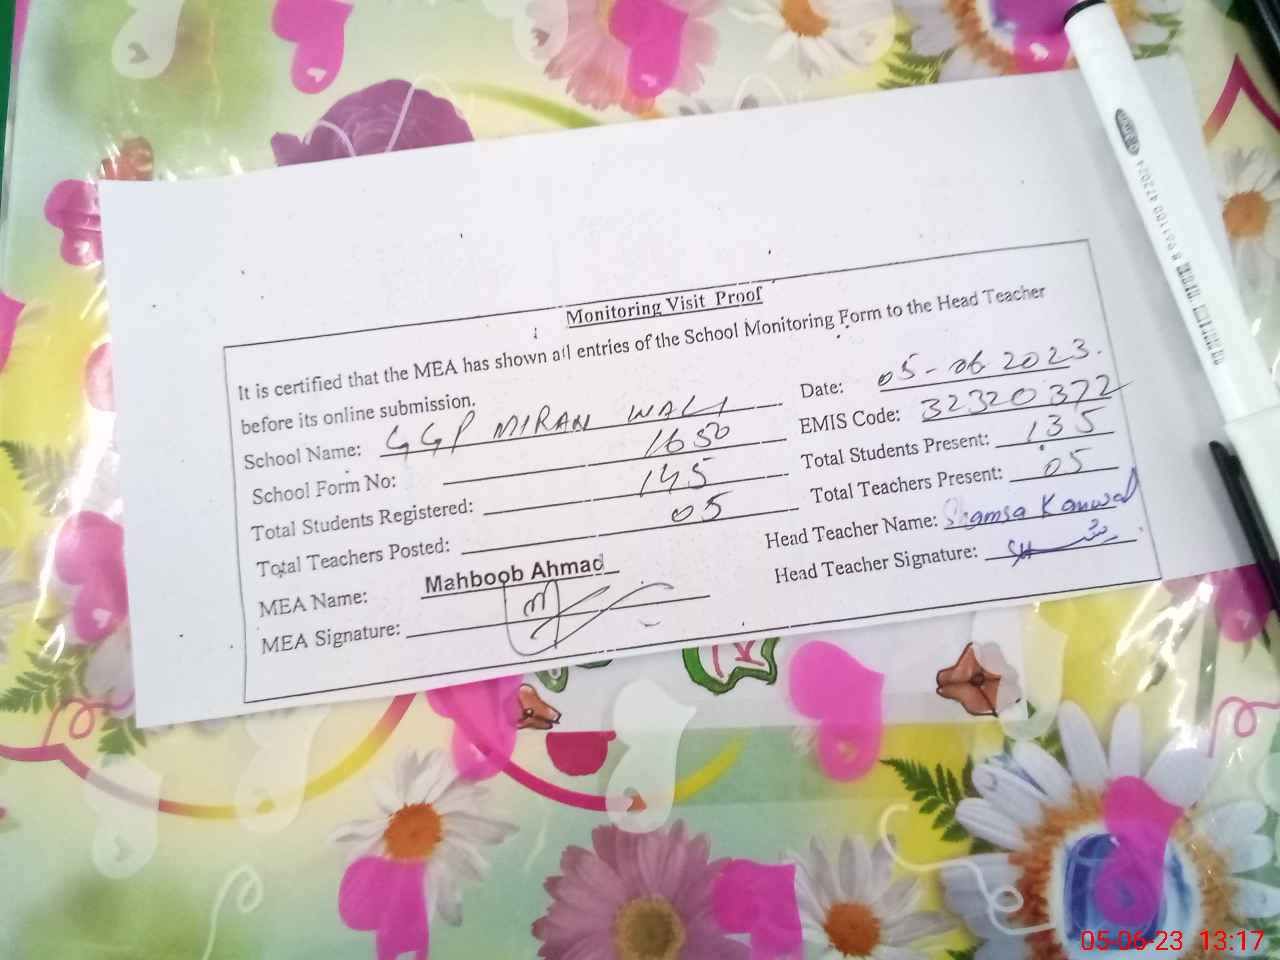 Monitoring Visit Proof
It is certified that the MEA has shown all entries of the School Monitoring Form to the Head Teacher
before its online submission.
Date: 05-06 2023.
School Name: GGP MIRAN WALI
EMIS Code: 32320372
School Form No: 1650
Total Students Present: 135
Total Students Registered: 145
Total Teachers Present: 05
Total Teachers Posted: 05
Head Teacher Name: Shamsa Kanwal
MEA Name: Mahboob Ahmad
Head Teacher Signature:
MEA Signature:
472024
05-06-23 13:17